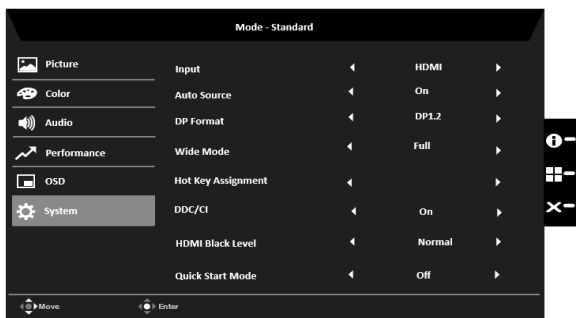 Mode - Standard
Picture
Color
Audio
Performance
OSD
System
Input HDMI
Auto Source On
DP Format DP1.2
Wide Mode Full
Hot Key Assignment
DDC/CI On
HDMI Black Level Normal
Quick Start Mode Off
Move Enter